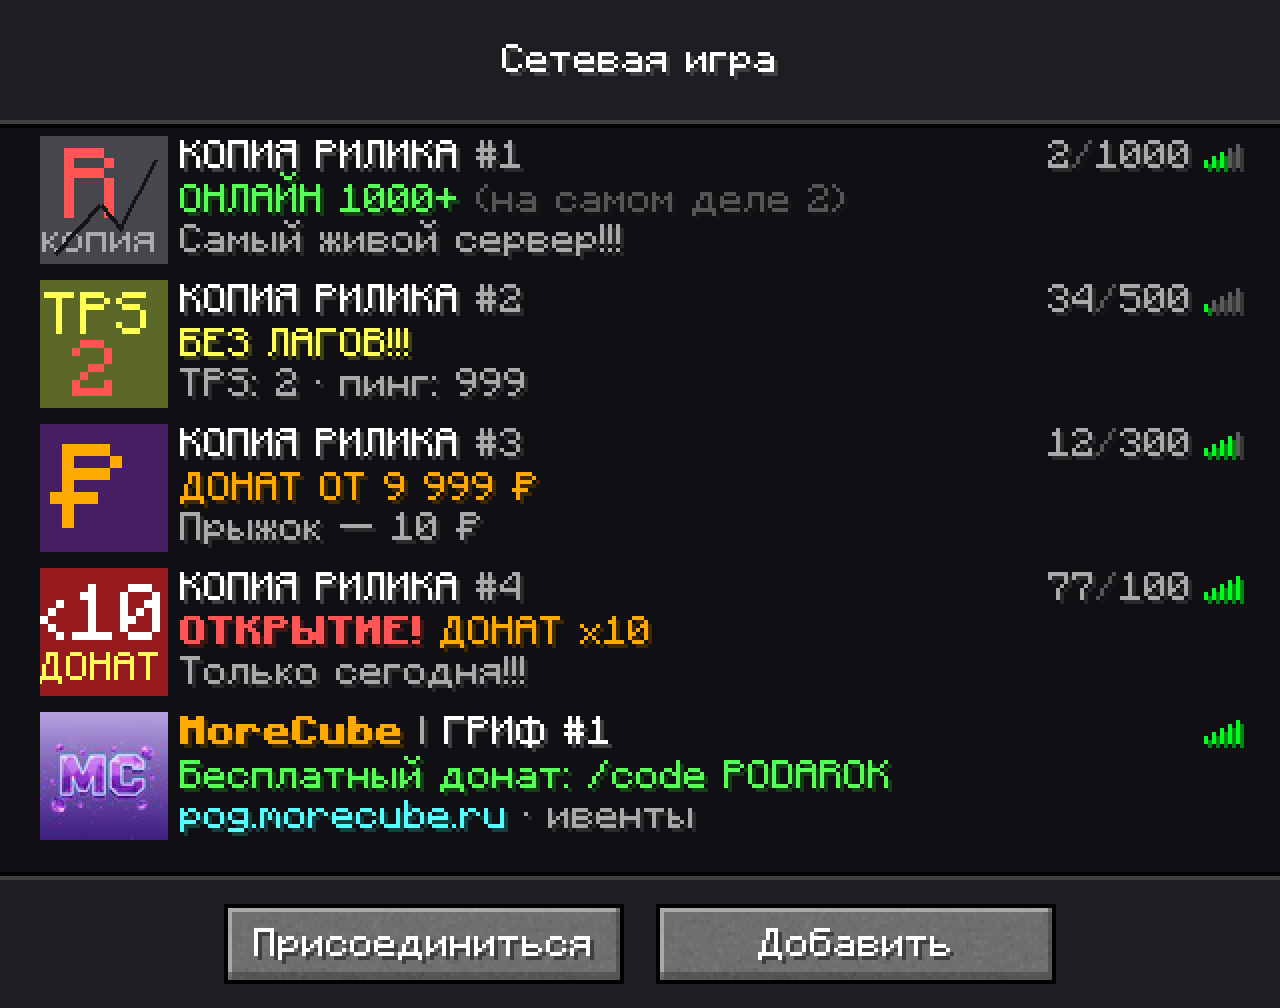 Сетевая игра
КОПИЯ РИЛИКА #1
2/1000
ОНЛАЙН 1000+ (на самом деле 2)
Самый живой сервер!!!
R
КОПИЯ
КОПИЯ РИЛИКА #2
34/500
БЕЗ ЛАГОВ!!!
TPS: 2 · пинг: 999
TPS
2
КОПИЯ РИЛИКА #3
12/300
ДОНАТ ОТ 9 999 ₽
Прыжок — 10 ₽
₽
КОПИЯ РИЛИКА #4
77/100
ОТКРЫТИЕ! ДОНАТ x10
Только сегодня!!!
x10
ДОНАТ
MoreCube | ГРИФ #1
Бесплатный донат: /code PODAROK
pog.morecube.ru · ивенты
MC
Присоединиться
Добавить